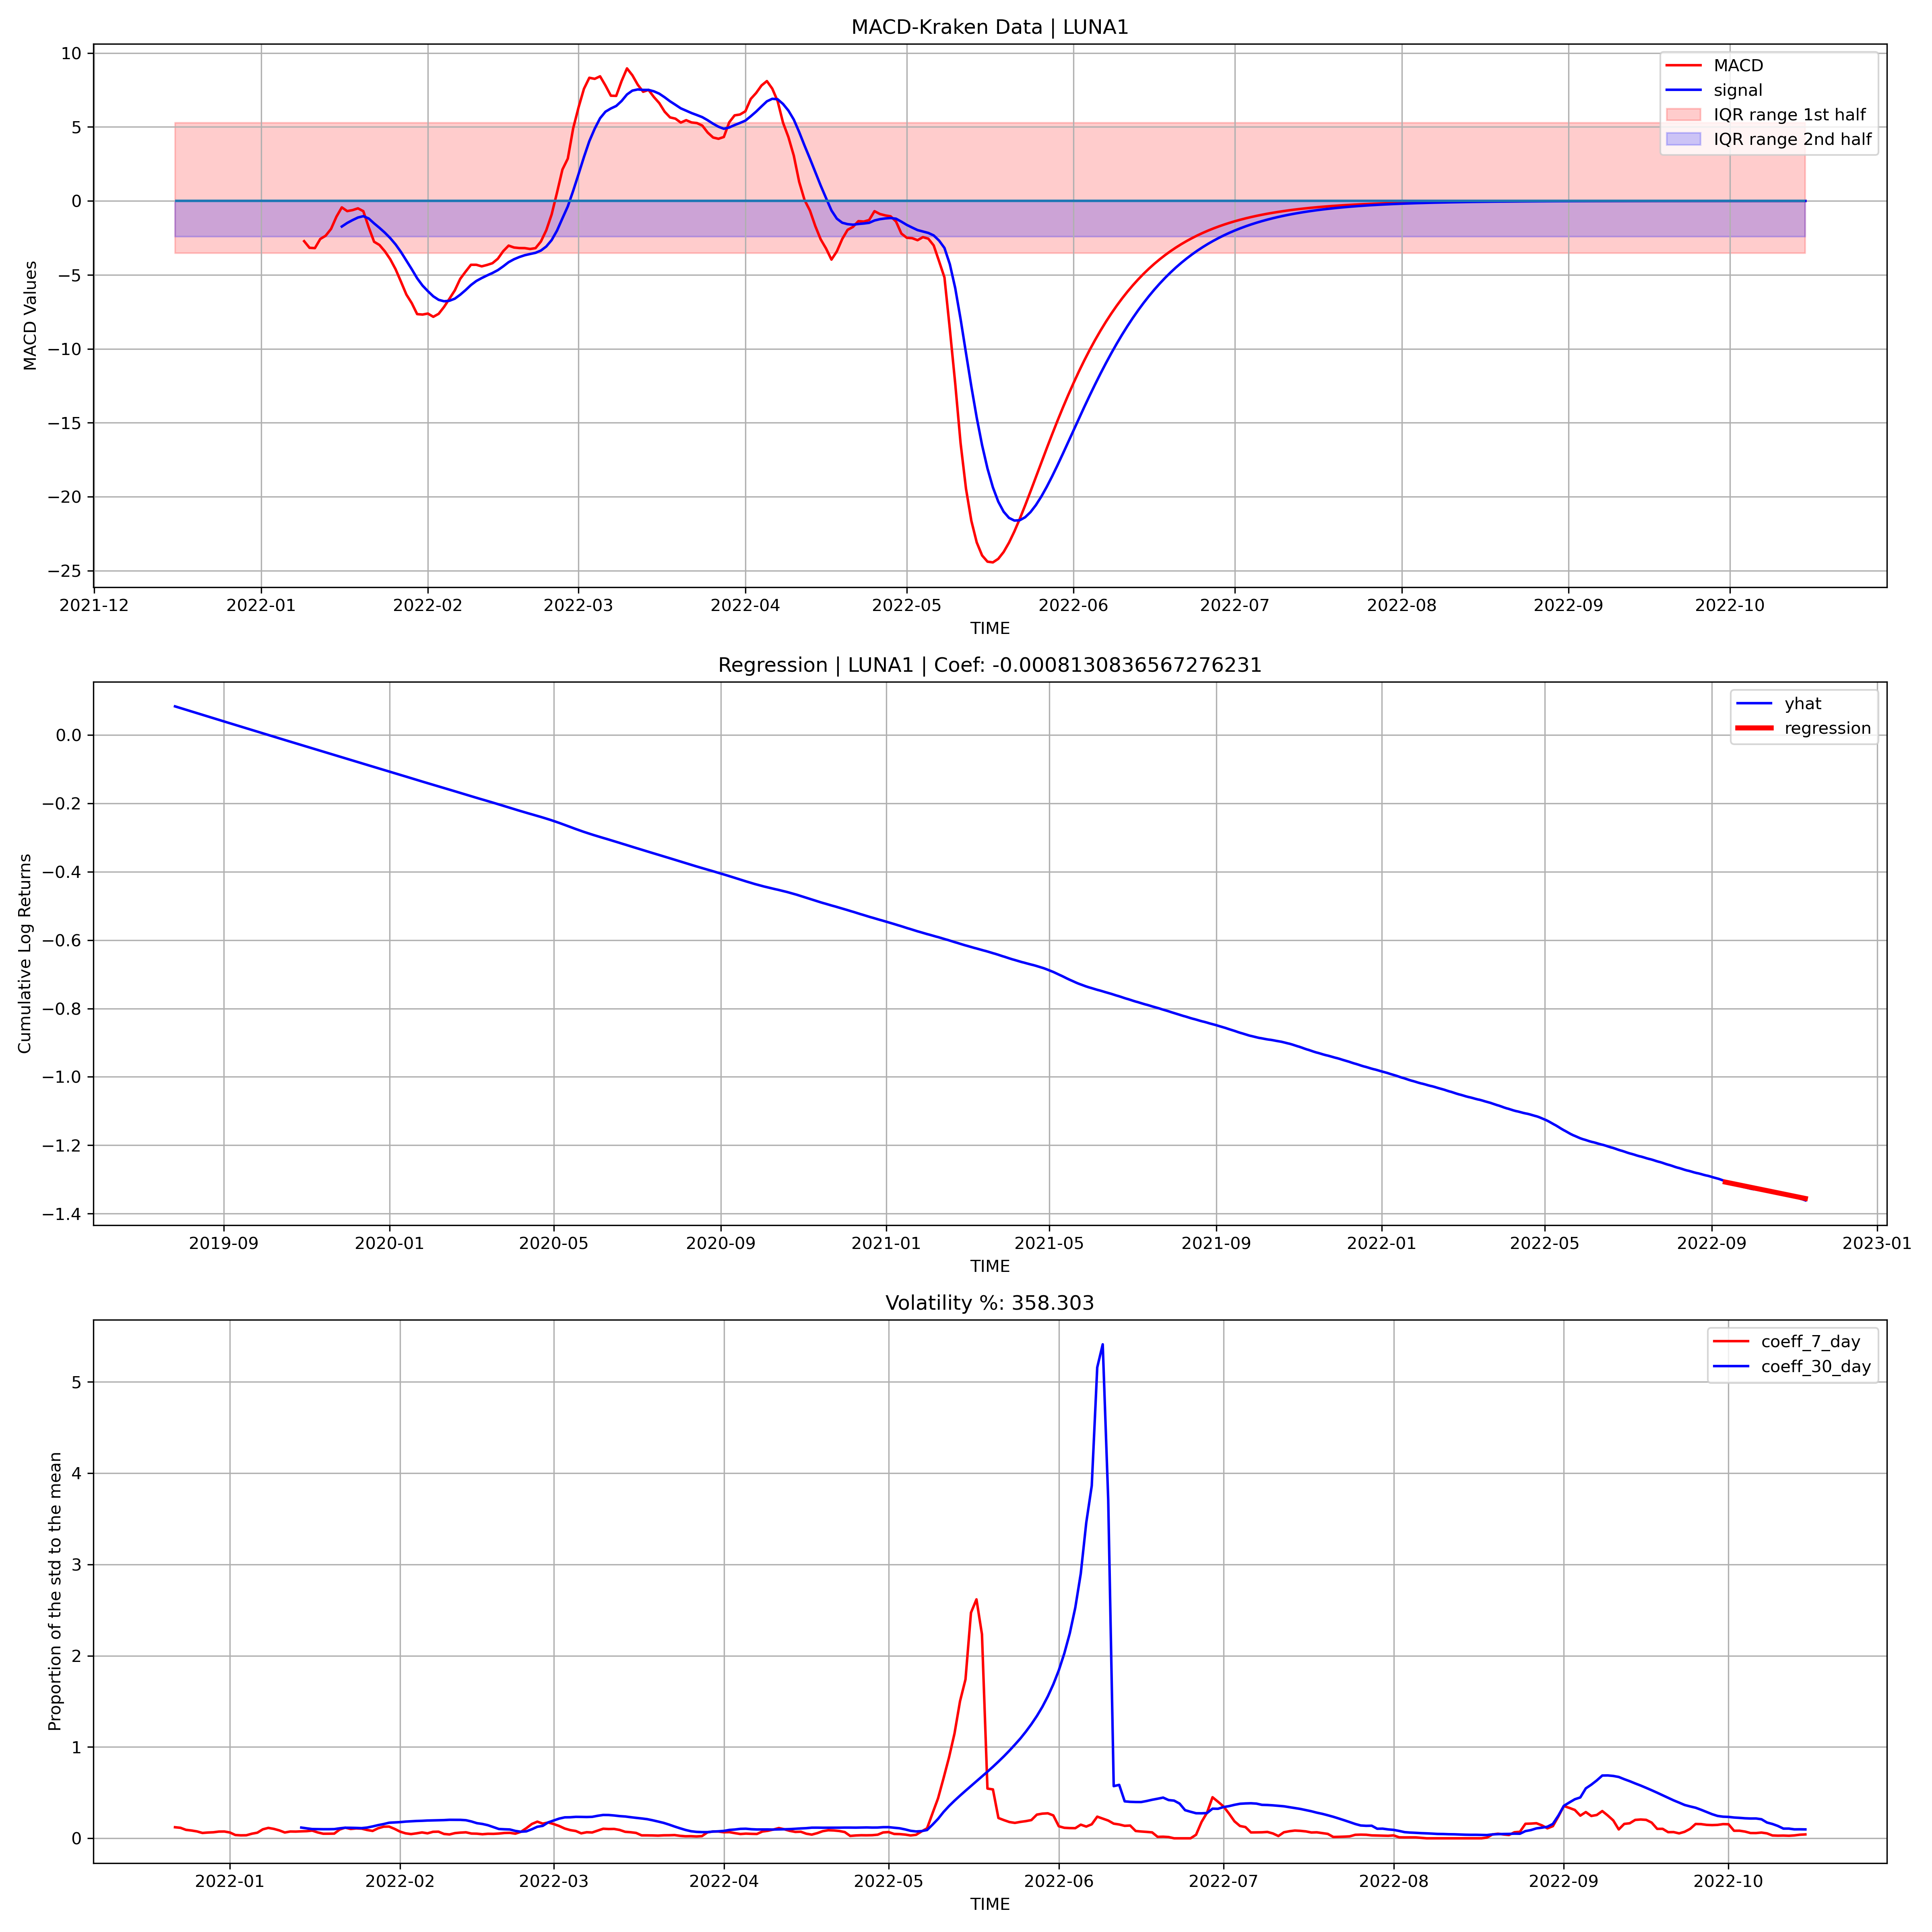 MACD-Kraken Data | LUNA1
MACD Values
10
5
0
−5
−10
−15
−20
−25
MACD
signal
IQR range 1st half
IQR range 2nd half
2021-12 2022-01 2022-02 2022-03 2022-04 2022-05 2022-06 2022-07 2022-08 2022-09 2022-10
TIME
Regression | LUNA1 | Coef: -0.0008130836567276231
Cumulative Log Returns
0.0
−0.2
−0.4
−0.6
−0.8
−1.0
−1.2
−1.4
yhat
regression
2019-09 2020-01 2020-05 2020-09 2021-01 2021-05 2021-09 2022-01 2022-05 2022-09 2023-01
TIME
Volatility %: 358.303
Proportion of the std to the mean
5
4
3
2
1
0
coeff_7_day
coeff_30_day
2022-01 2022-02 2022-03 2022-04 2022-05 2022-06 2022-07 2022-08 2022-09 2022-10
TIME